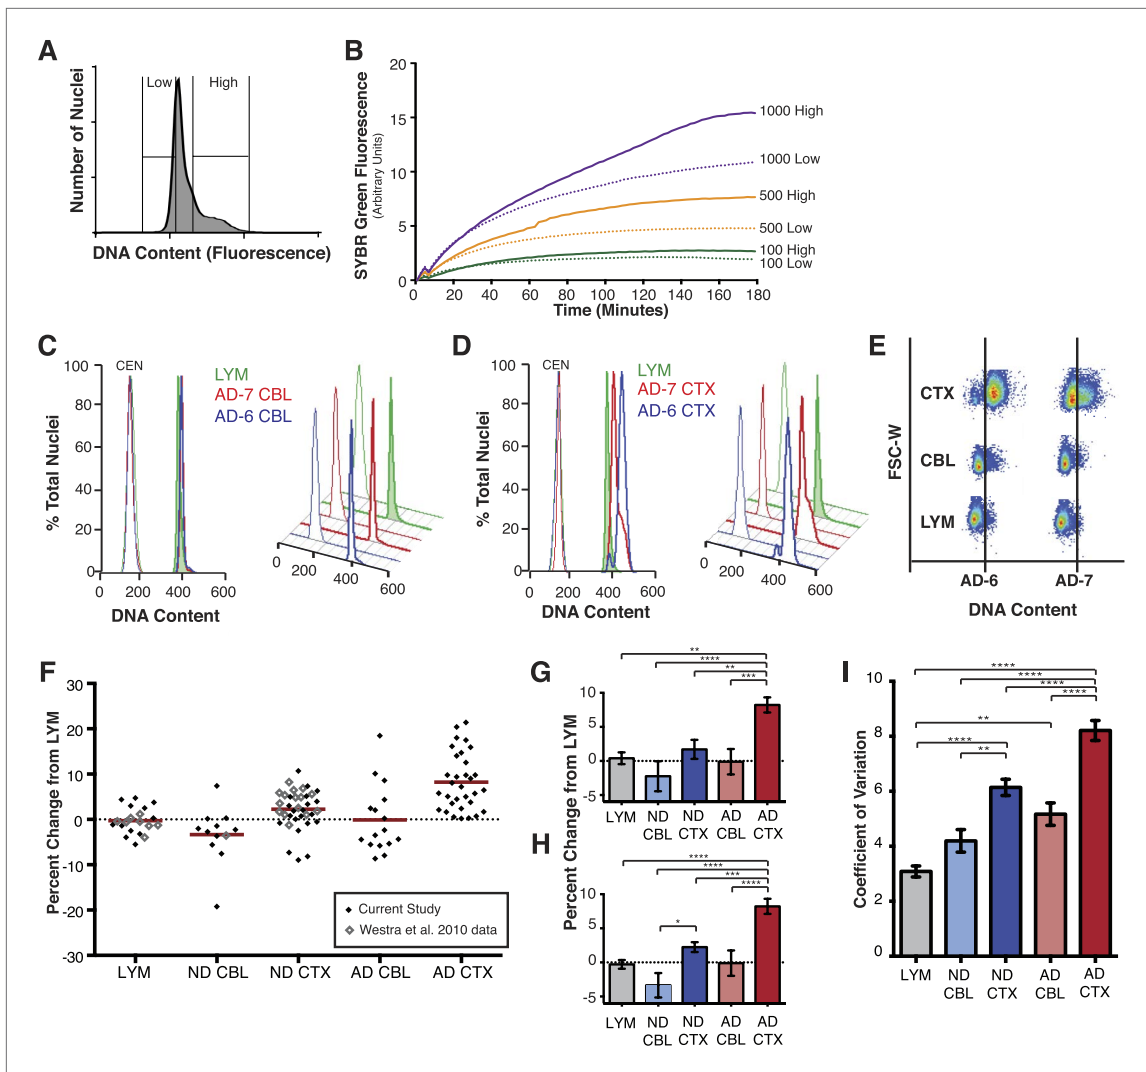 A
Number of Nuclei
Low
High
DNA Content (Fluorescence)
B
SYBR Green Fluorescence
(Arbitrary Units)
20
15
10
5
0
0 20 40 60 80 100 120 140 160 180
Time (Minutes)
1000 High
1000 Low
500 High
500 Low
100 High
100 Low
C
% Total Nuclei
100
80
60
40
20
0
CEN
LYM
AD-7 CBL
AD-6 CBL
0 200 400 600
DNA Content
0 200 400 600
D
% Total Nuclei
100
80
60
40
20
0
CEN
LYM
AD-7 CTX
AD-6 CTX
0 200 400 600
DNA Content
0 200 400 600
E
FSC-W
CTX
CBL
LYM
AD-6 AD-7
DNA Content
F
Percent Change from LYM
30
20
10
0
-10
-20
-30
Current Study
Westra et al. 2010 data
LYM ND CBL ND CTX AD CBL AD CTX
G
Percent Change from LYM
**
****
**
***
10
5
0
-5
LYM ND CBL ND CTX AD CBL AD CTX
H
****
****
***
****
*
10
5
0
-5
LYM ND CBL ND CTX AD CBL AD CTX
I
Coefficient of Variation
****
****
****
****
**
****
**
10
8
6
4
2
0
LYM ND CBL ND CTX AD CBL AD CTX